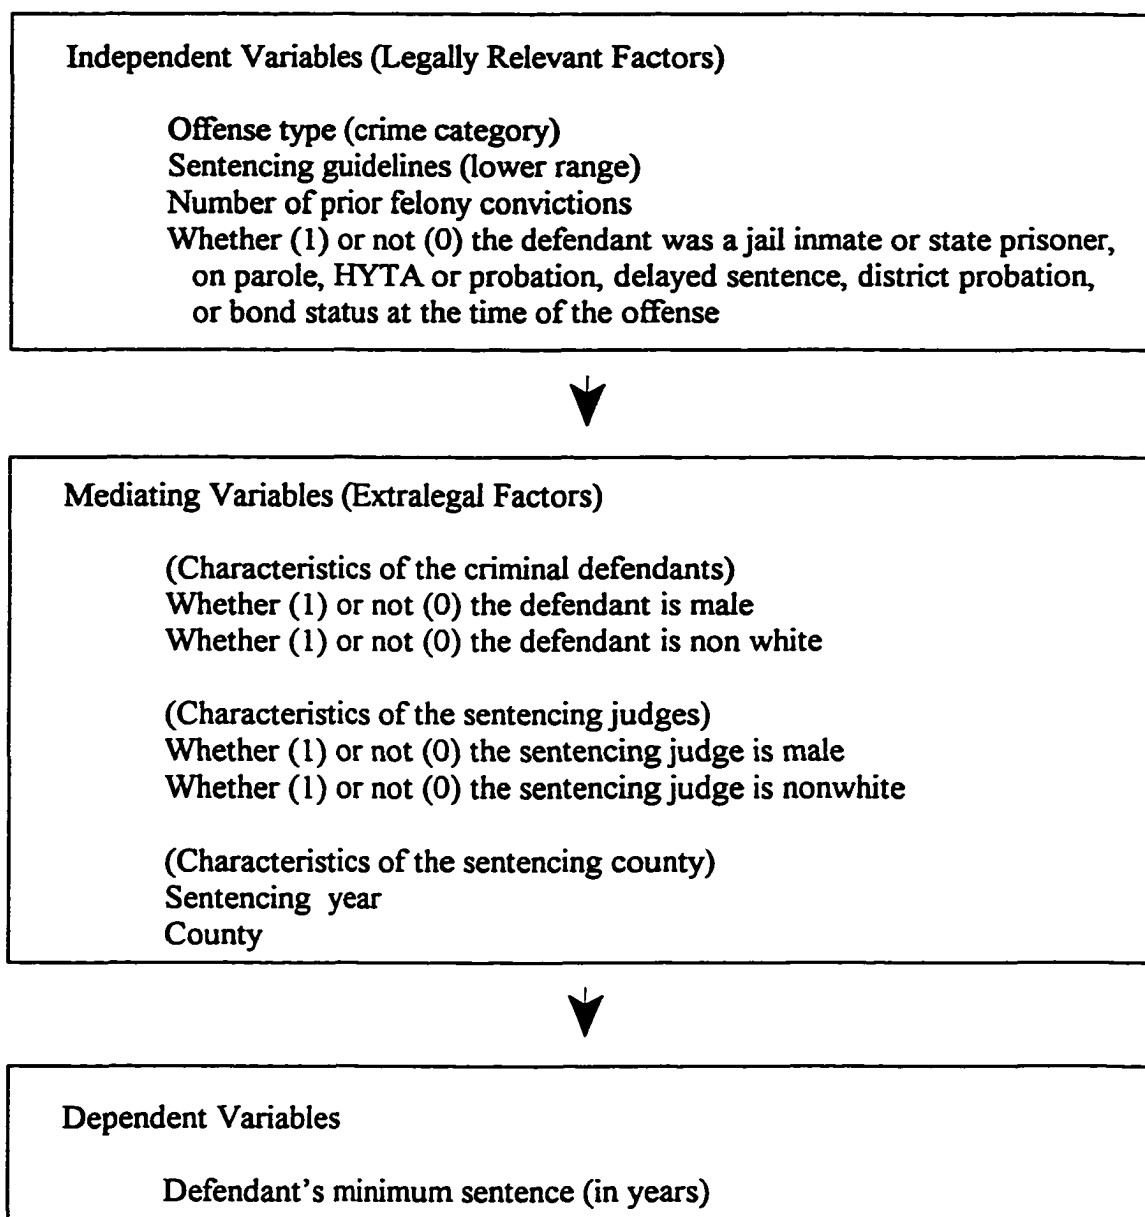 Independent Variables (Legally Relevant Factors)
Offense type (crime category)
Sentencing guidelines (lower range)
Number of prior felony convictions
Whether (1) or not (0) the defendant was a jail inmate or state prisoner,
on parole, HYTA or probation, delayed sentence, district probation,
or bond status at the time of the offense
Mediating Variables (Extralegal Factors)
(Characteristics of the criminal defendants)
Whether (1) or not (0) the defendant is male
Whether (1) or not (0) the defendant is non white
(Characteristics of the sentencing judges)
Whether (1) or not (0) the sentencing judge is male
Whether (1) or not (0) the sentencing judge is nonwhite
(Characteristics of the sentencing county)
Sentencing year
County
Dependent Variables
Defendant's minimum sentence (in years)